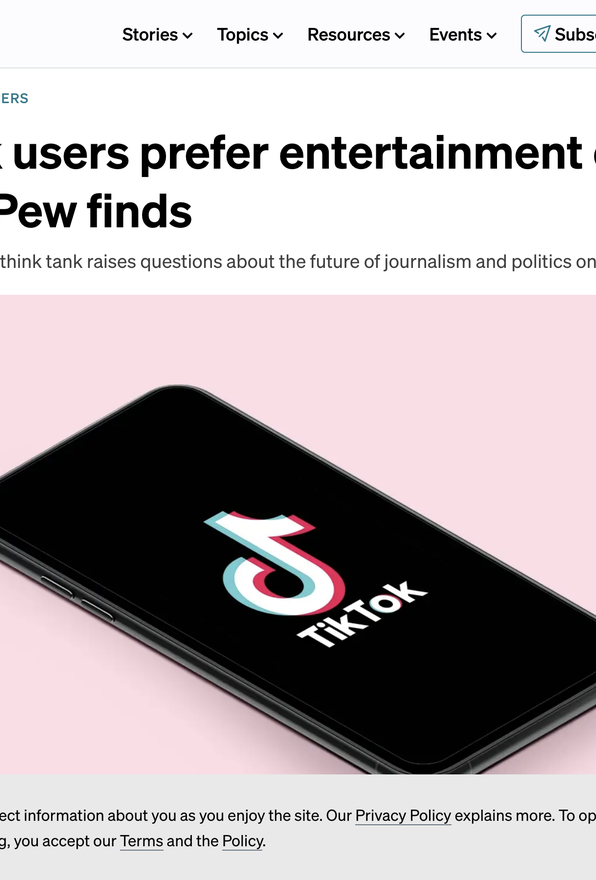 Stories Topics Resources Events Subs
ERS
users prefer entertainment
Pew finds
think tank raises questions about the future of journalism and politics on
TikTok
ect information about you as you enjoy the site. Our Privacy Policy explains more. To op
g, you accept our Terms and the Policy.